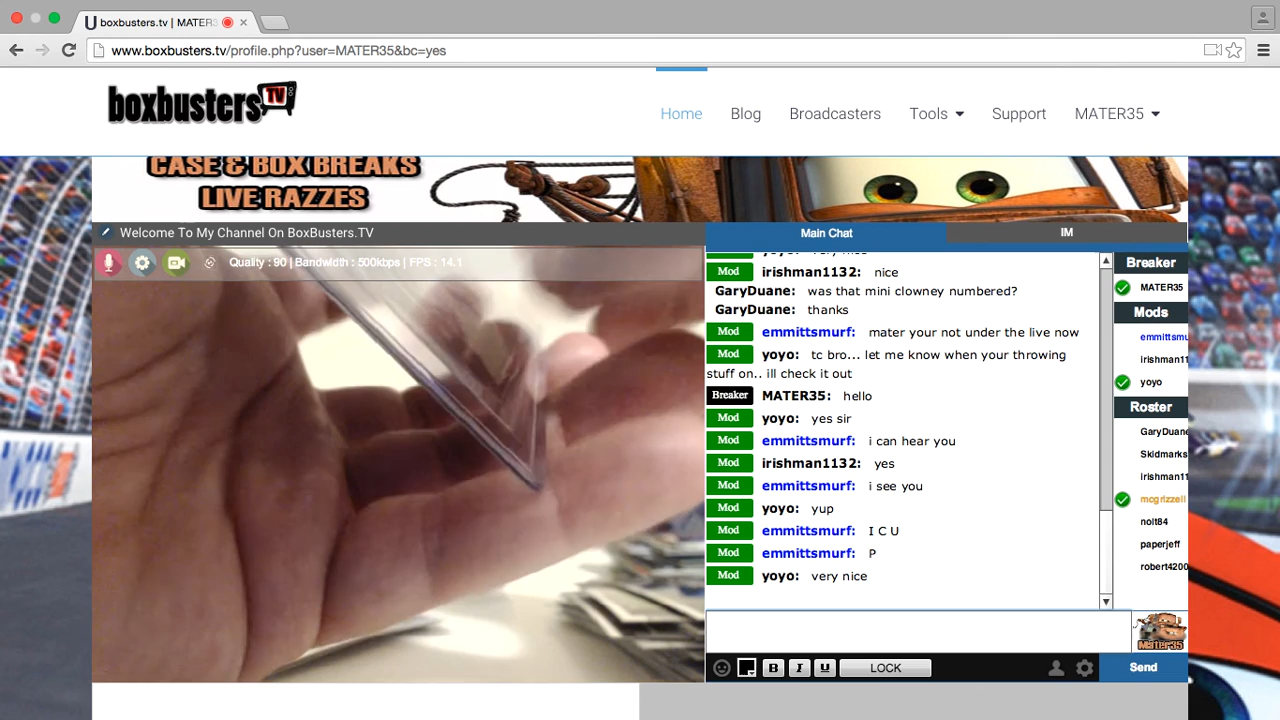 boxbusters.tv | MATER3
www.boxbusters.tv/profile.php?user=MATER35&bc=yes
boxbusters TV
Home Blog Broadcasters Tools Support MATER35
CASE & BOX BREAKS
LIVE RAZZES
Welcome To My Channel On BoxBusters.TV
Main Chat IM
Quality : 90 | Bandwidth : 500kbps | FPS : 14.1
Mod irishman1132: nice
GaryDuane: was that mini clowney numbered?
GaryDuane: thanks
Mod emmittsmurf: mater your not under the live now
Mod yoyo: tc bro... let me know when your throwing
stuff on.. ill check it out
Breaker MATER35: hello
Mod yoyo: yes sir
Mod emmittsmurf: i can hear you
Mod irishman1132: yes
Mod emmittsmurf: i see you
Mod yoyo: yup
Mod emmittsmurf: I C U
Mod emmittsmurf: P
Mod yoyo: very nice
Breaker
MATER35
Mods
emmittsmu
irishman11
yoyo
Roster
GaryDuane
Skidmarks
Irishman11
mcgrizzell
nolt84
paperjeff
robert4200
Mater35
B I U LOCK Send